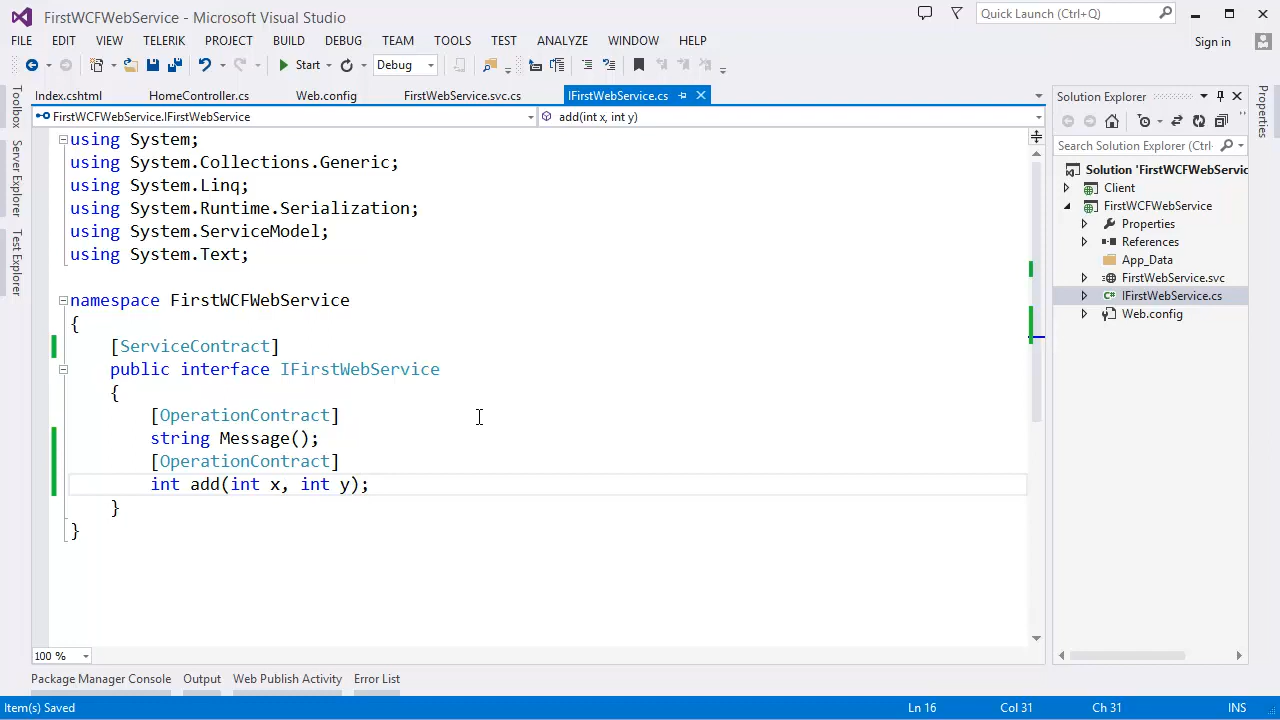 FirstWCFWebService - Microsoft Visual Studio
Quick Launch (Ctrl+Q)
FILE EDIT VIEW TELERIK PROJECT BUILD DEBUG TEAM TOOLS TEST ANALYZE WINDOW HELP
Sign in
Start Debug
Index.cshtml HomeController.cs Web.config FirstWebService.svc.cs IFirstWebService.cs
FirstWCFWebService.IFirstWebService add(int x, int y)
using System;
using System.Collections.Generic;
using System.Linq;
using System.Runtime.Serialization;
using System.ServiceModel;
using System.Text;
namespace FirstWCFWebService
{
[ServiceContract]
public interface IFirstWebService
{
[OperationContract]
string Message();
[OperationContract]
int add(int x, int y);
}
}
100 %
Toolbox
Server Explorer
Test Explorer
Solution Explorer
Search Solution Explorer (Ctrl-
Solution 'FirstWCFWebServic
Client
FirstWCFWebService
Properties
References
App_Data
FirstWebService.svc
IFirstWebService.cs
Web.config
Properties
Package Manager Console Output Web Publish Activity Error List
Item(s) Saved Ln 16 Col 31 Ch 31 INS